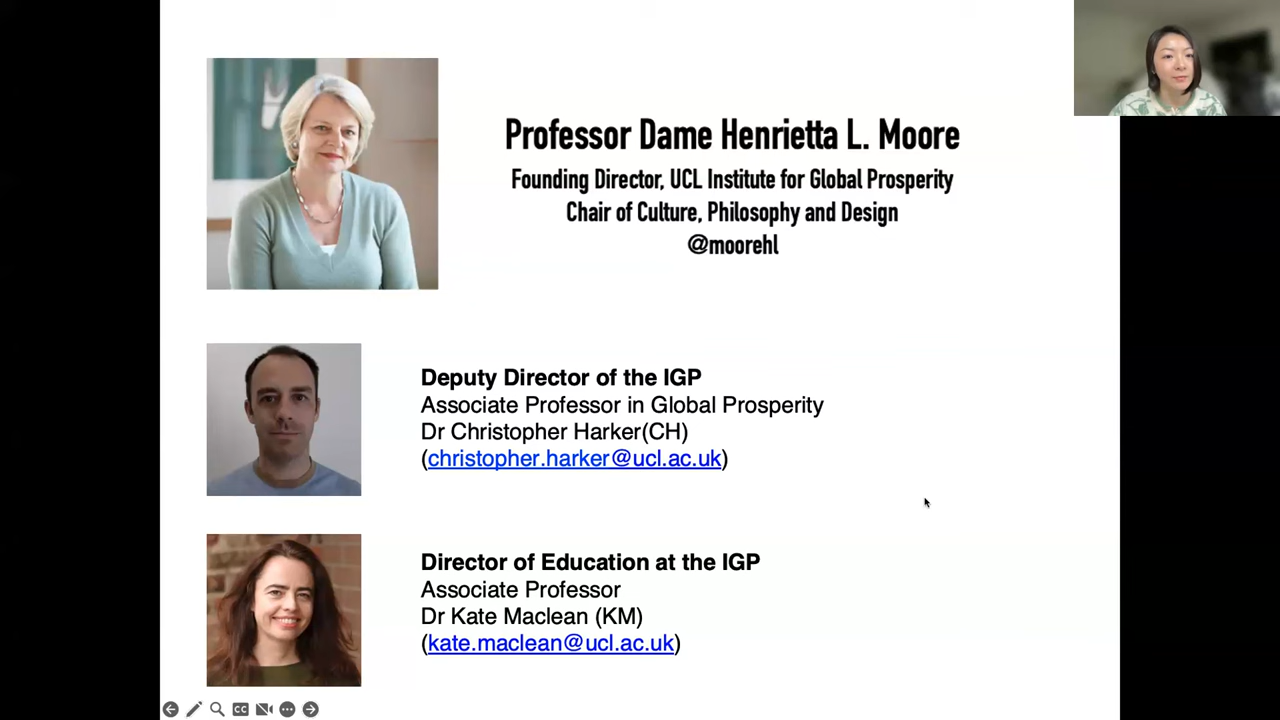 Professor Dame Henrietta L. Moore
Founding Director, UCL Institute for Global Prosperity
Chair of Culture, Philosophy and Design
@moorehl
Deputy Director of the IGP
Associate Professor in Global Prosperity
Dr Christopher Harker(CH)
(christopher.harker@ucl.ac.uk)
Director of Education at the IGP
Associate Professor
Dr Kate Maclean (KM)
(kate.maclean@ucl.ac.uk)
CC